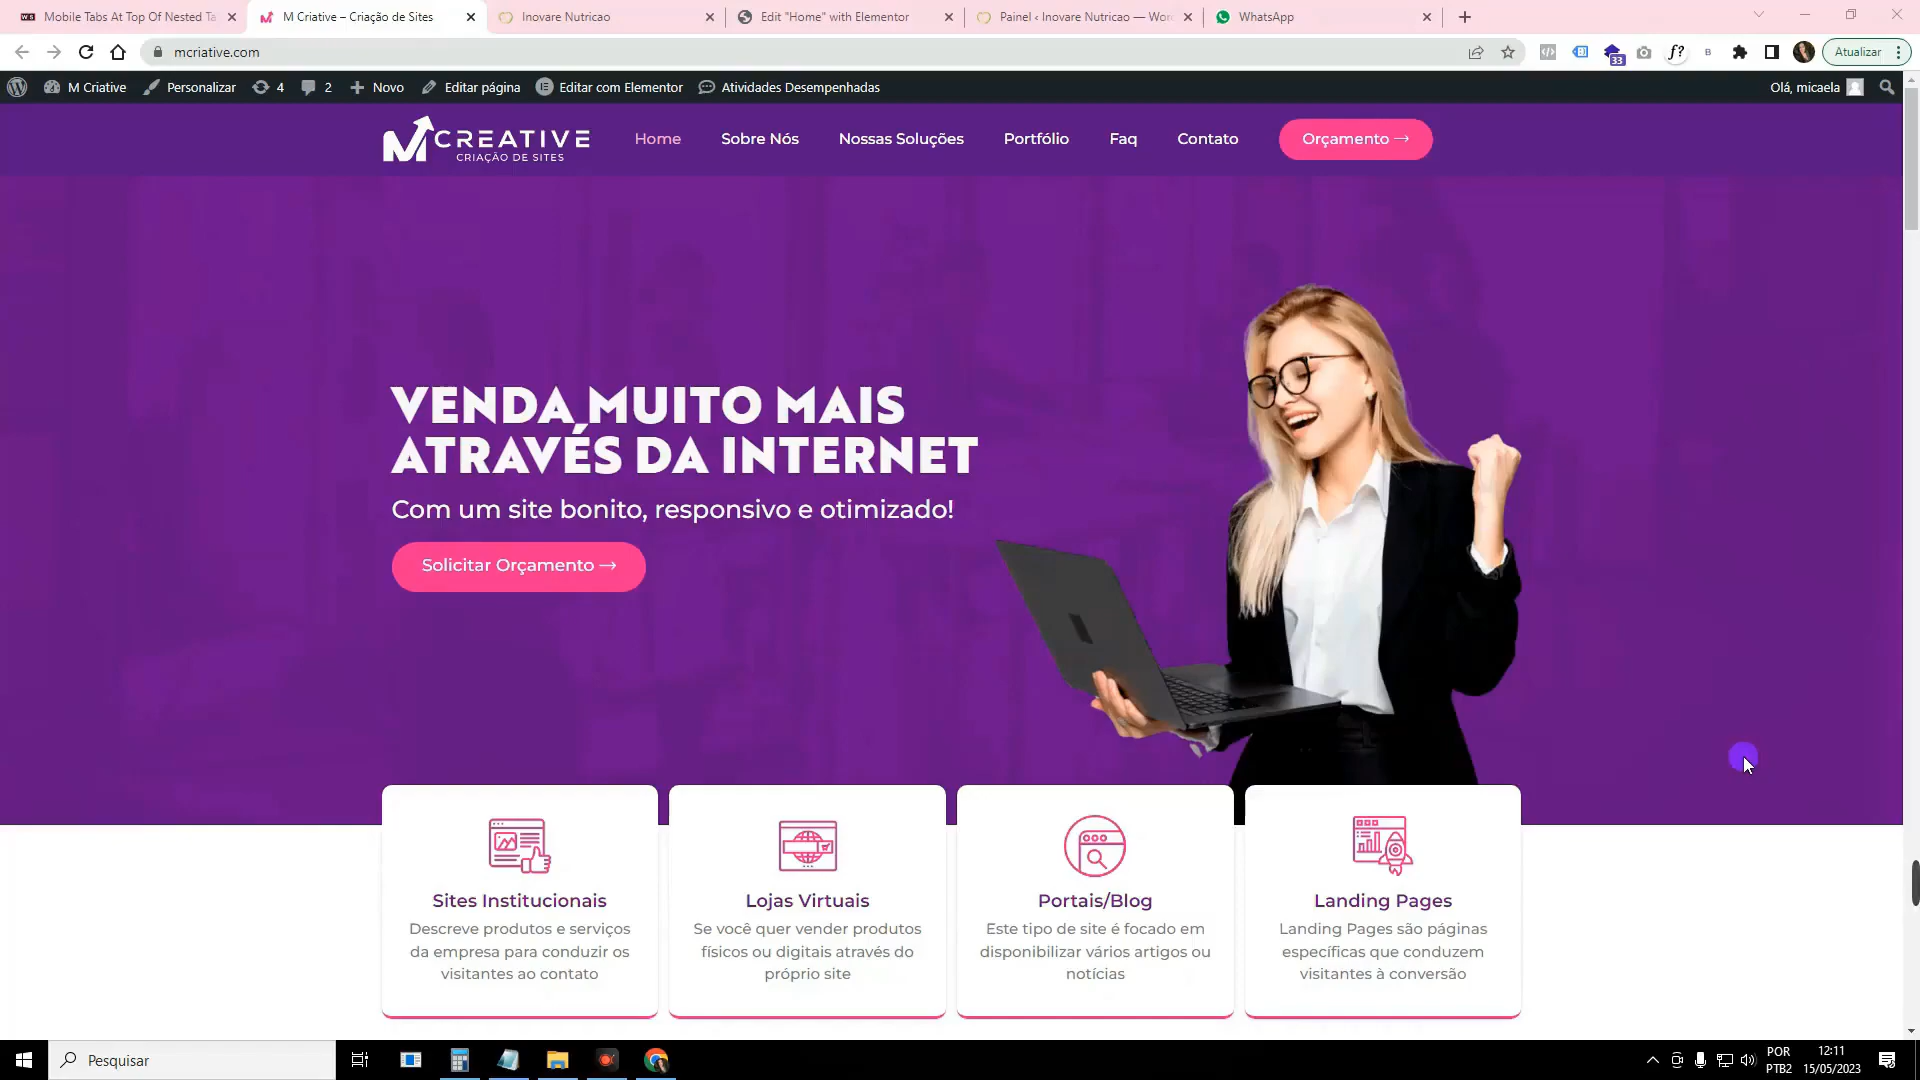 Mobile Tabs At Top Of Nested Ta
M Criative – Criação de Sites
Inovare Nutricao
Edit "Home" with Elementor
Painel ‹ Inovare Nutricao — Wor
WhatsApp
mcriative.com
33
f?
B
Atualizar
M Criative
Personalizar
4
2
Novo
Editar página
Editar com Elementor
Atividades Desempenhadas
Olá, micaela
CREATIVE
CRIAÇÃO DE SITES
Home
Sobre Nós
Nossas Soluções
Portfólio
Faq
Contato
Orçamento →
VENDA MUITO MAIS
ATRAVÉS DA INTERNET
Com um site bonito, responsivo e otimizado!
Solicitar Orçamento →
Sites Institucionais
Descreve produtos e serviços
da empresa para conduzir os
visitantes ao contato
Lojas Virtuais
Se você quer vender produtos
físicos ou digitais através do
próprio site
Portais/Blog
Este tipo de site é focado em
disponibilizar vários artigos ou
notícias
Landing Pages
Landing Pages são páginas
específicas que conduzem
visitantes à conversão
Pesquisar
POR
PTB2
12:11
15/05/2023